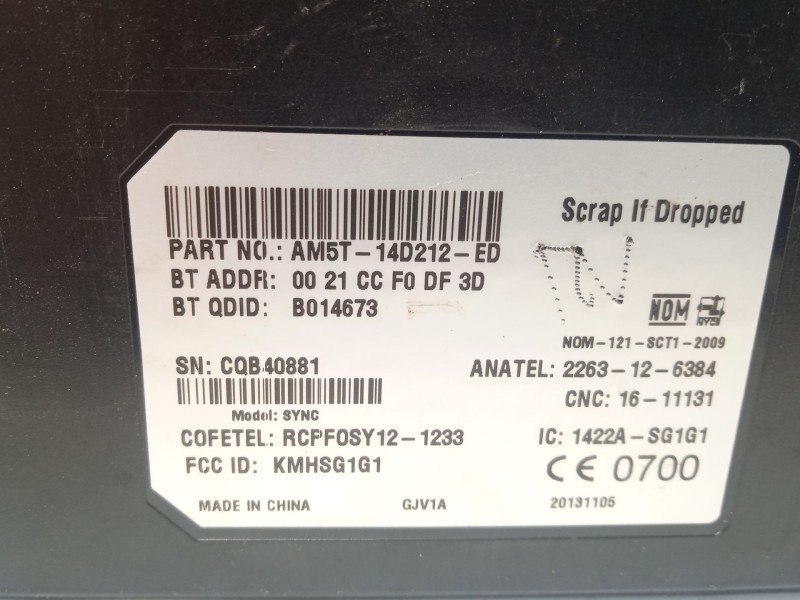 Scrap If Dropped
PART NO.: AM5T-14D212-ED
BT ADDR: 00 21 CC F0 DF 3D
BT QDID: B014673
NOM
NYCE
NOM-121-SCT1-2009
SN: CQB40881
ANATEL: 2263-12-6384
CNC: 16-11131
Model: SYNC
COFETEL: RCPFOSY12-1233
IC: 1422A-SG1G1
FCC ID: KMHSG1G1
CE 0700
MADE IN CHINA GJV1A 20131105